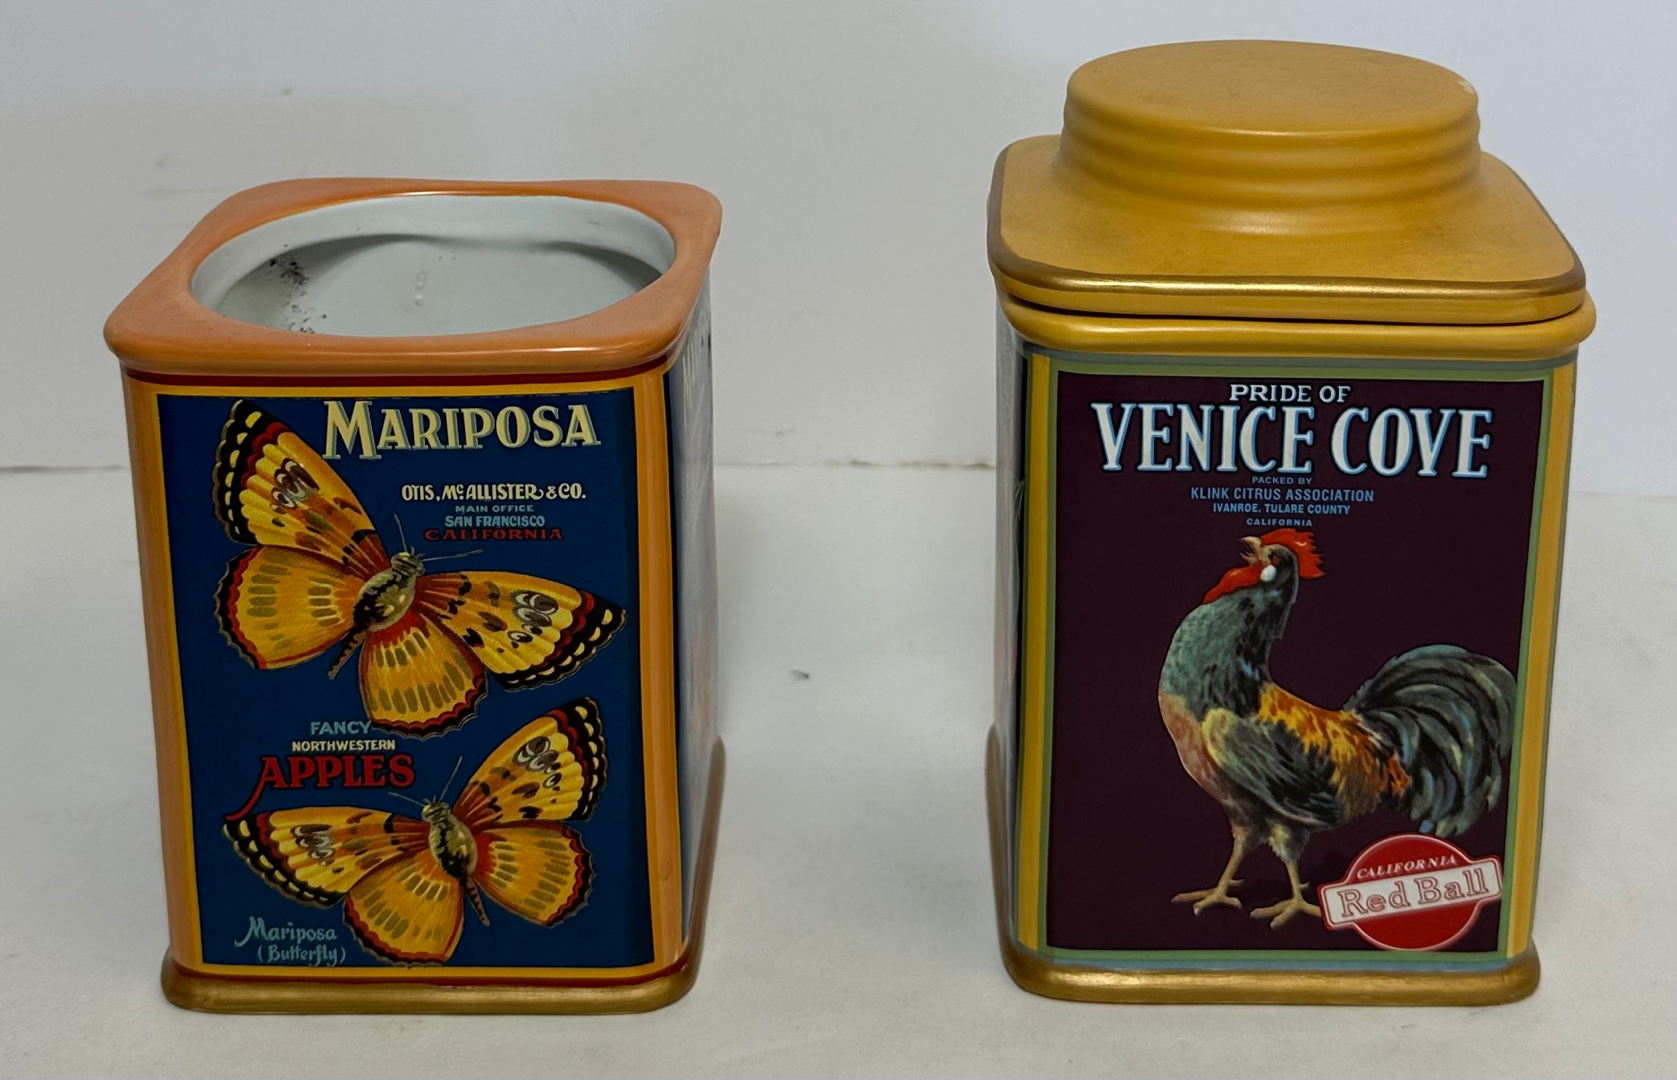 MARIPOSA
OTIS, McALLISTER & CO.
MAIN OFFICE
SAN FRANCISCO
CALIFORNIA
FANCY
NORTHWESTERN
APPLES
Mariposa
(Butterfly)
PRIDE OF
VENICE COVE
PACKED BY
KLINK CITRUS ASSOCIATION
IVANROE, TULARE COUNTY
CALIFORNIA
CALIFORNIA
Red Ball